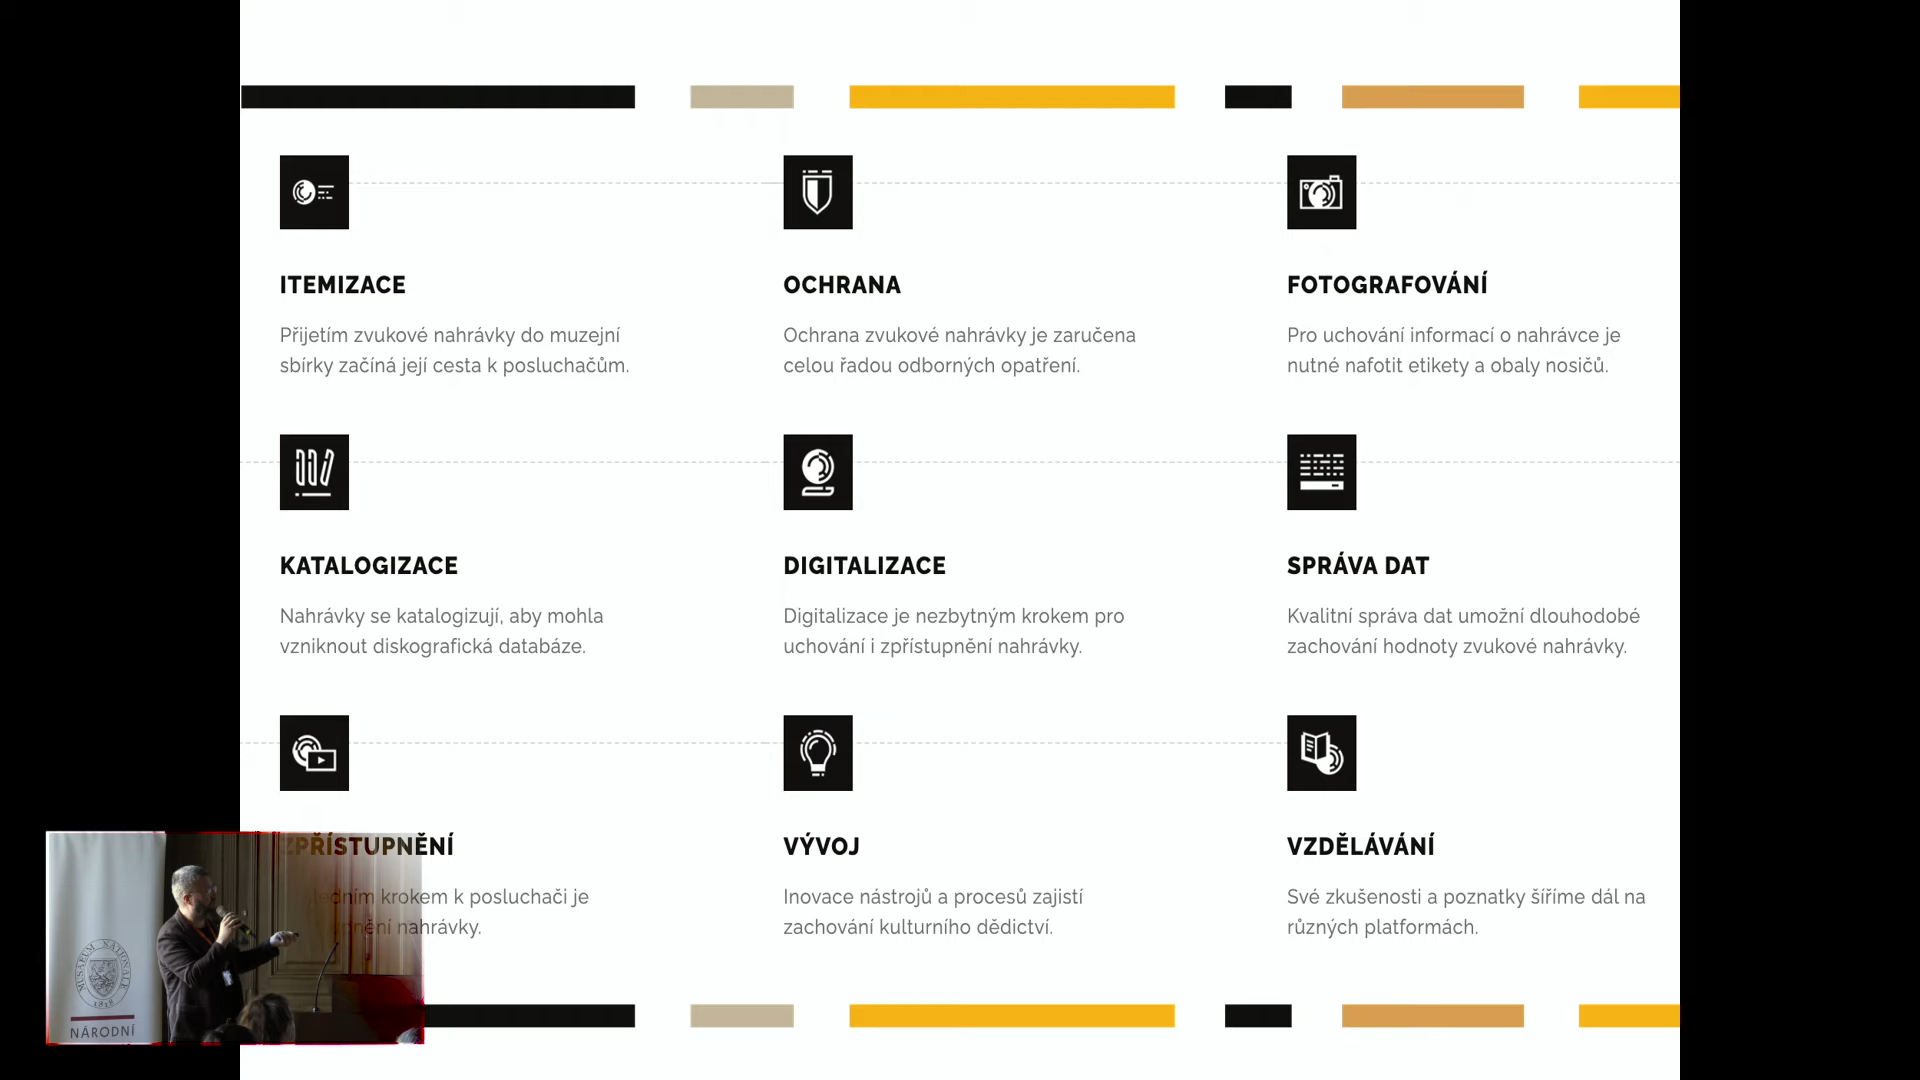 ITEMIZACE
Přijetím zvukové nahrávky do muzejní
sbírky začíná její cesta k posluchačům.
OCHRANA
Ochrana zvukové nahrávky je zaručena
celou řadou odborných opatření.
FOTOGRAFOVÁNÍ
Pro uchování informací o nahrávce je
nutné nafotit etikety a obaly nosičů.
KATALOGIZACE
Nahrávky se katalogizují, aby mohla
vzniknout diskografická databáze.
DIGITALIZACE
Digitalizace je nezbytným krokem pro
uchování i zpřístupnění nahrávky.
SPRÁVA DAT
Kvalitní správa dat umožní dlouhodobé
zachování hodnoty zvukové nahrávky.
ZPŘÍSTUPNĚNÍ
krokem k posluchači je
nahrávky.
VÝVOJ
Inovace nástrojů a procesů zajistí
zachování kulturního dědictví.
VZDĚLÁVÁNÍ
Své zkušenosti a poznatky šíříme dál na
různých platformách.
MUSAEUM NATIONALE
1818
NÁRODNÍ